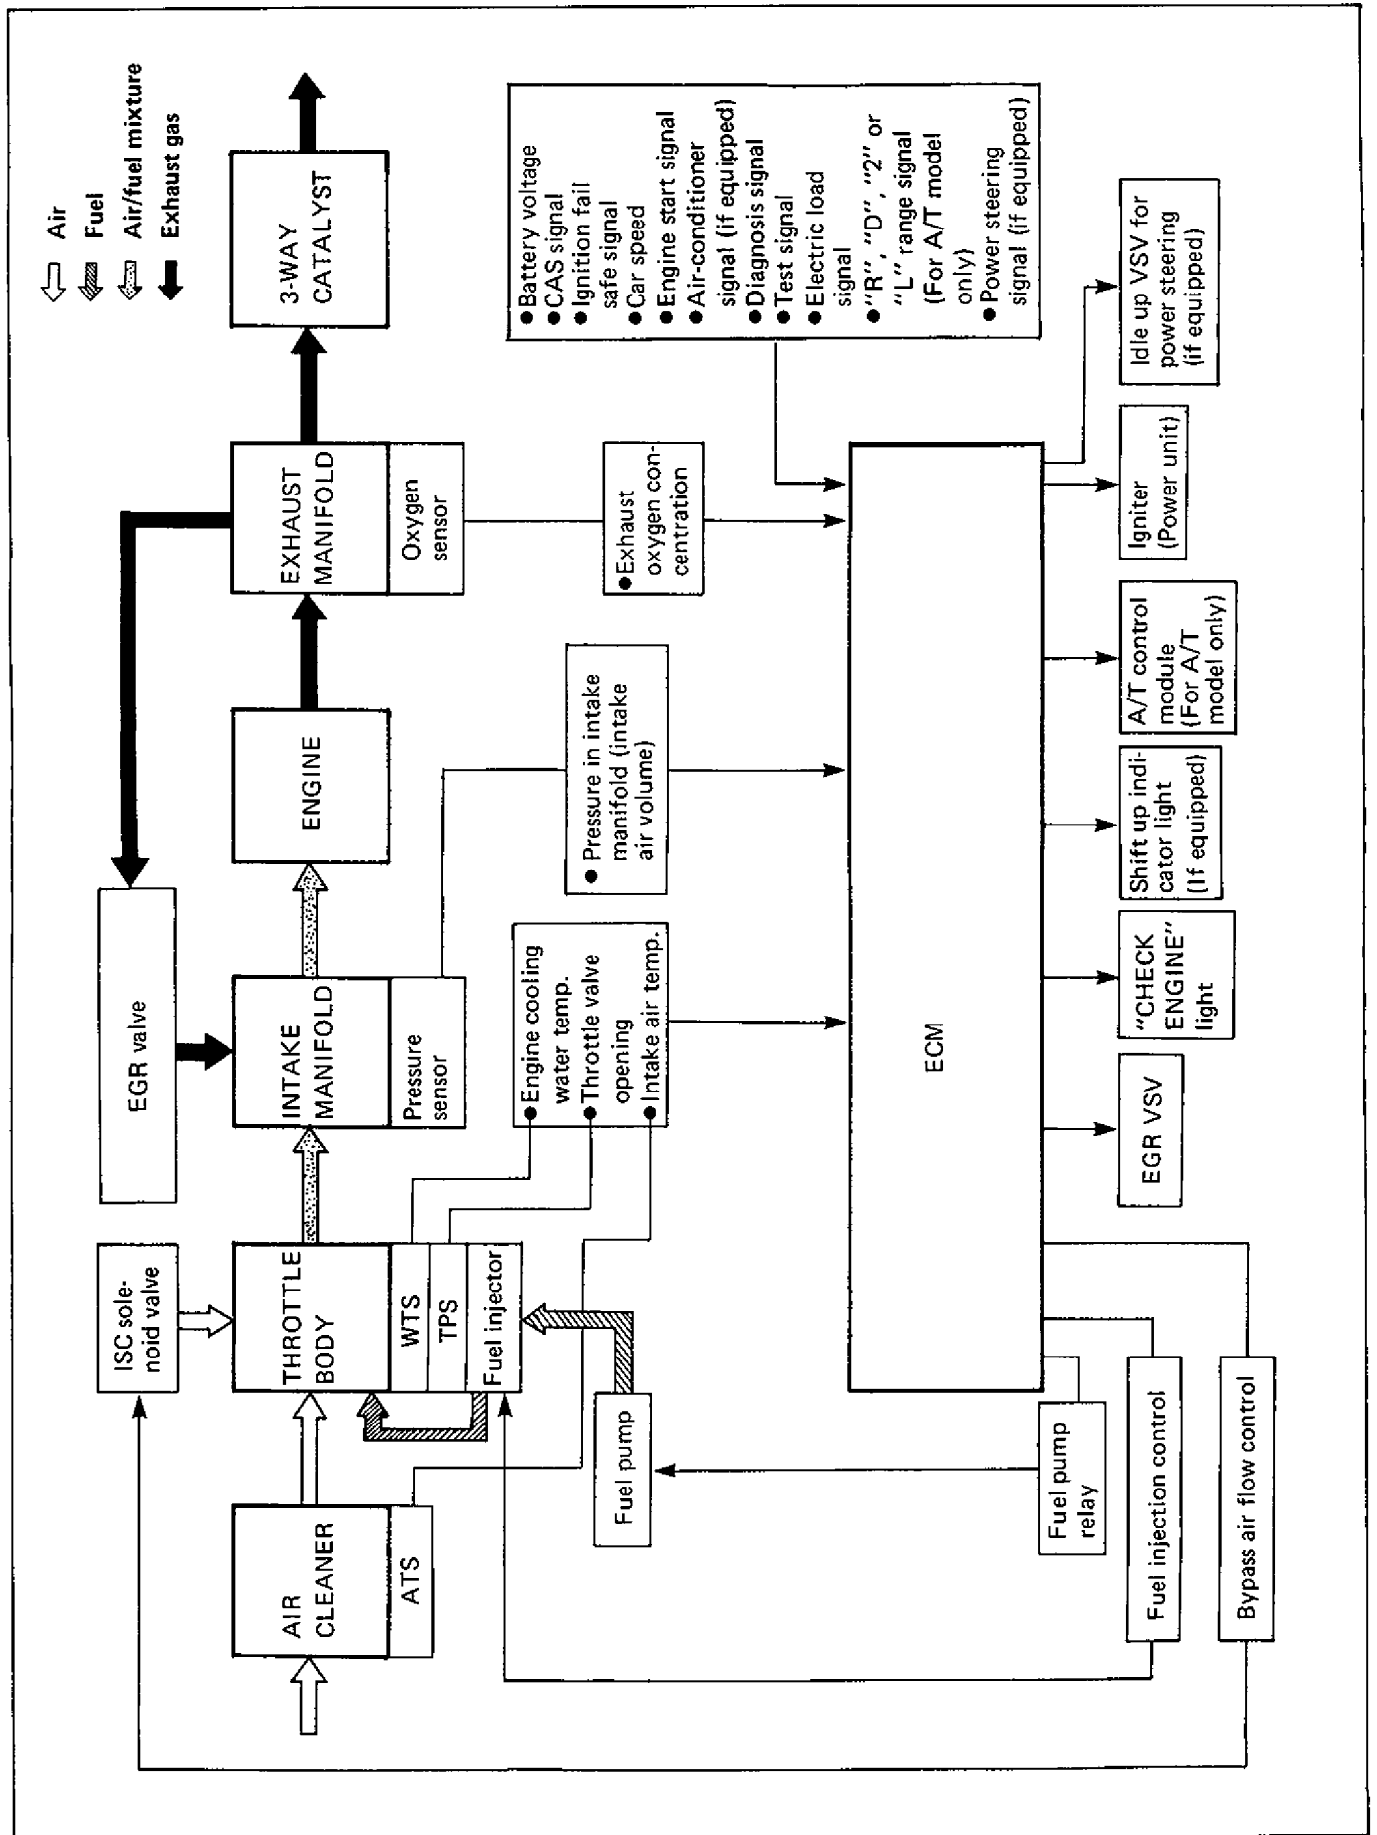 Air
Fuel
Air/fuel mixture
Exhaust gas
ISC sole-
noid valve
EGR valve
AIR
CLEANER
ATS
THROTTLE
BODY
WTS
TPS
Fuel injector
INTAKE
MANIFOLD
Pressure
sensor
ENGINE
EXHAUST
MANIFOLD
Oxygen
sensor
3-WAY
CATALYST
Fuel pump
● Engine cooling
water temp.
● Throttle valve
opening
● Intake air temp.
● Pressure in intake
manifold (intake
air volume)
● Exhaust
oxygen con-
centration
● Battery voltage
● CAS signal
● Ignition fail
safe signal
● Car speed
● Engine start signal
● Air-conditioner
signal (if equipped)
● Diagnosis signal
● Test signal
● Electric load
signal
● "R", "D", "2" or
"L" range signal
(For A/T model
only)
● Power steering
signal (if equipped)
ECM
Fuel pump
relay
Fuel injection control
Bypass air flow control
EGR VSV
"CHECK
ENGINE"
light
Shift up indi-
cator light
(If equipped)
A/T control
module
(For A/T
model only)
Igniter
(Power unit)
Idle up VSV for
power steering
(if equipped)